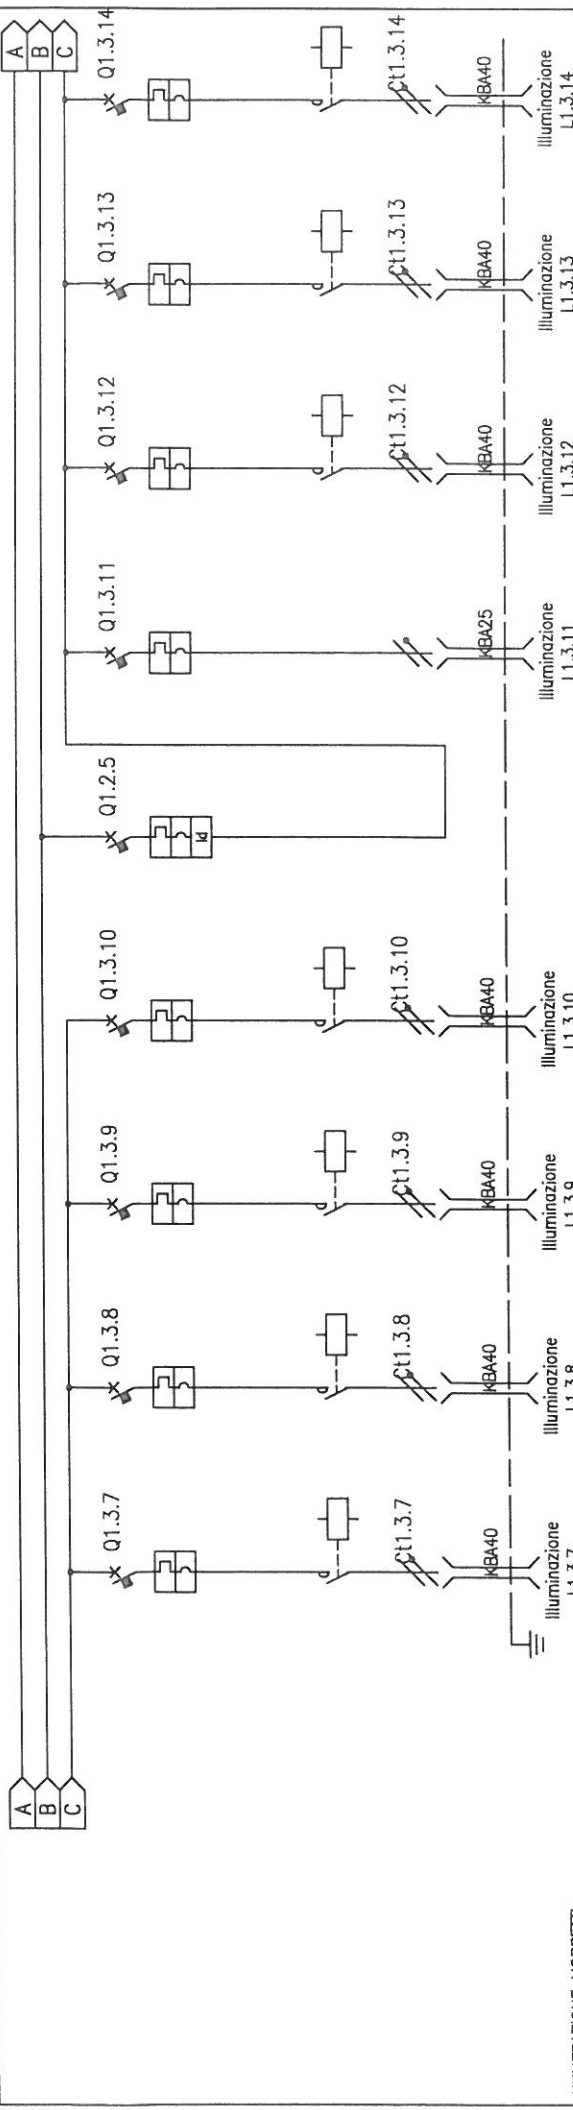 A
B
C
A
B
C
Q1.3.7
Q1.3.8
Q1.3.9
Q1.3.10
Q1.2.5
Q1.3.11
Q1.3.12
Q1.3.13
Q1.3.14
Id
Ct1.3.7
Ct1.3.8
Ct1.3.9
Ct1.3.10
Ct1.3.12
Ct1.3.13
Ct1.3.14
KBA40
KBA40
KBA40
KBA40
KBA25
KBA40
KBA40
KBA40
Illuminazione
L1.3.7
Illuminazione
L1.3.8
Illuminazione
L1.3.9
Illuminazione
L1.3.10
Illuminazione
L1.3.11
Illuminazione
L1.3.12
Illuminazione
L1.3.13
Illuminazione
L1.3.14